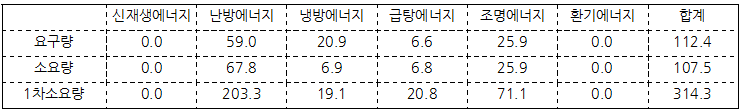 신재생에너지 난방에너지 냉방에너지 급탕에너지 조명에너지 환기에너지 합계
요구량 0.0 59.0 20.9 6.6 25.9 0.0 112.4
소요량 0.0 67.8 6.9 6.8 25.9 0.0 107.5
1차소요량 0.0 203.3 19.1 20.8 71.1 0.0 314.3